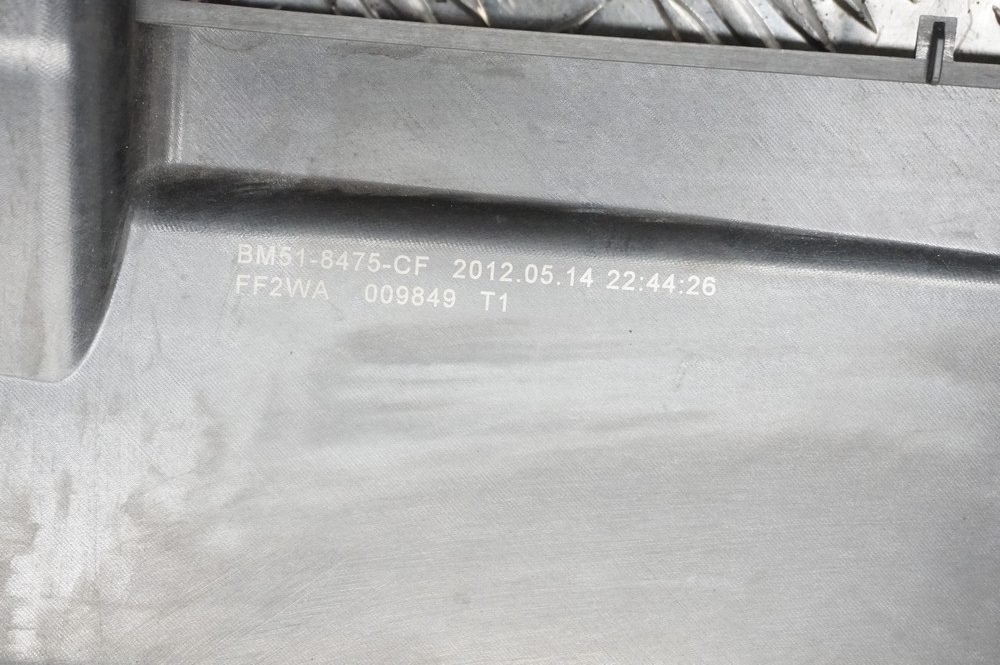 BM51-8475-CF 2012.05.14 22:44:26
FF2WA 009849 T1